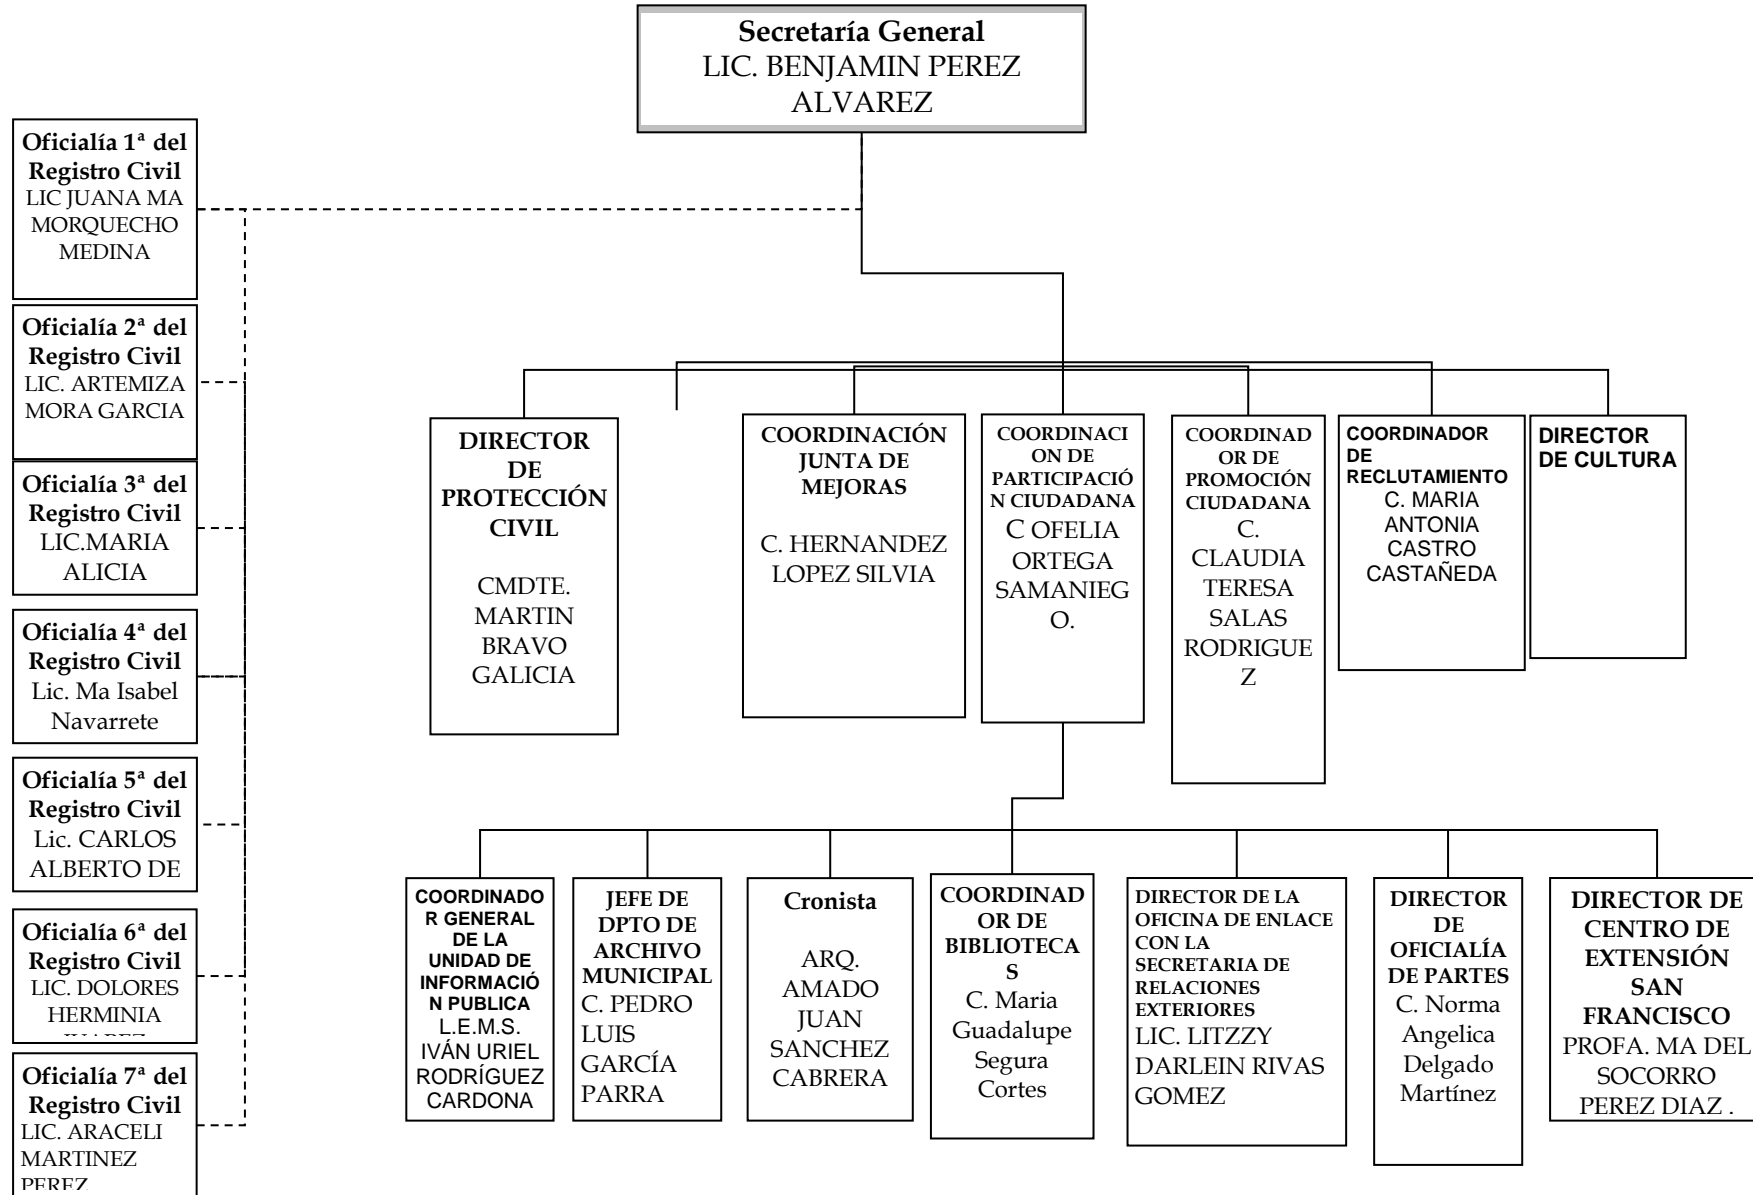 Secretaría General
LIC. BENJAMIN PEREZ
ALVAREZ
Oficialía 1ª del
Registro Civil
LIC JUANA MA
MORQUECHO
MEDINA
Oficialía 2ª del
Registro Civil
LIC. ARTEMIZA
MORA GARCIA
Oficialía 3ª del
Registro Civil
LIC.MARIA
ALICIA
Oficialía 4ª del
Registro Civil
Lic. Ma Isabel
Navarrete
Oficialía 5ª del
Registro Civil
Lic. CARLOS
ALBERTO DE
Oficialía 6ª del
Registro Civil
LIC. DOLORES
HERMINIA
Oficialía 7ª del
Registro Civil
LIC. ARACELI
MARTINEZ
PEREZ
DIRECTOR
DE
PROTECCIÓN
CIVIL
CMDTE.
MARTIN
BRAVO
GALICIA
COORDINACIÓN
JUNTA DE
MEJORAS
C. HERNANDEZ
LOPEZ SILVIA
COORDINACI
ON DE
PARTICIPACIÓ
N CIUDADANA
C OFELIA
ORTEGA
SAMANIEG
O.
COORDINAD
OR DE
PROMOCIÓN
CIUDADANA
C.
CLAUDIA
TERESA
SALAS
RODRIGUE
Z
COORDINADOR
DE
RECLUTAMIENTO
C. MARIA
ANTONIA
CASTRO
CASTAÑEDA
DIRECTOR
DE CULTURA
COORDINADO
R GENERAL
DE LA
UNIDAD DE
INFORMACIÓ
N PUBLICA
L.E.M.S.
IVÁN URIEL
RODRÍGUEZ
CARDONA
JEFE DE
DPTO DE
ARCHIVO
MUNICIPAL
C. PEDRO
LUIS
GARCÍA
PARRA
Cronista
ARQ.
AMADO
JUAN
SANCHEZ
CABRERA
COORDINAD
OR DE
BIBLIOTECA
S
C. Maria
Guadalupe
Segura
Cortes
DIRECTOR DE LA
OFICINA DE ENLACE
CON LA
SECRETARIA DE
RELACIONES
EXTERIORES
LIC. LITZZY
DARLEIN RIVAS
GOMEZ
DIRECTOR
DE
OFICIALÍA
DE PARTES
C. Norma
Angelica
Delgado
Martínez
DIRECTOR DE
CENTRO DE
EXTENSIÓN
SAN
FRANCISCO
PROFA. MA DEL
SOCORRO
PEREZ DIAZ .